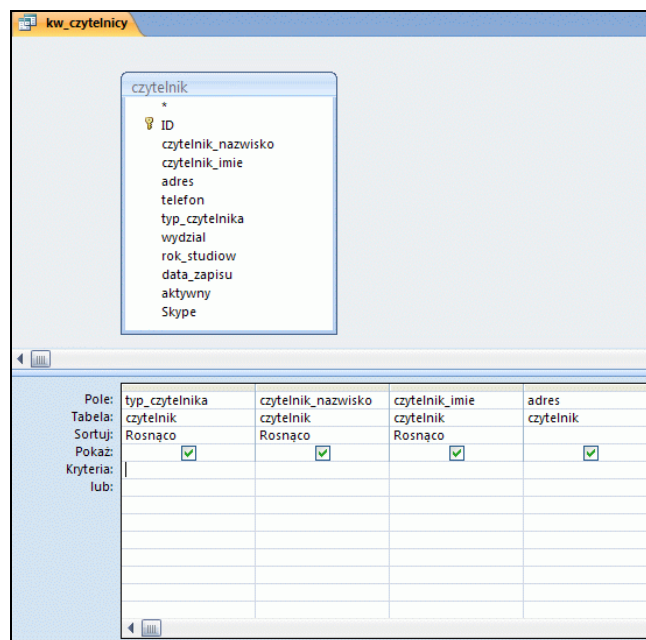 kw_czytelnicy
czytelnik
*
ID
czytelnik_nazwisko
czytelnik_imie
adres
telefon
typ_czytelnika
wydzial
rok_studiow
data_zapisu
aktywny
Skype
Pole: typ_czytelnika czytelnik_nazwisko czytelnik_imie adres
Tabela: czytelnik czytelnik czytelnik czytelnik
Sortuj: Rosnąco Rosnąco Rosnąco
Pokaż:
Kryteria:
lub: